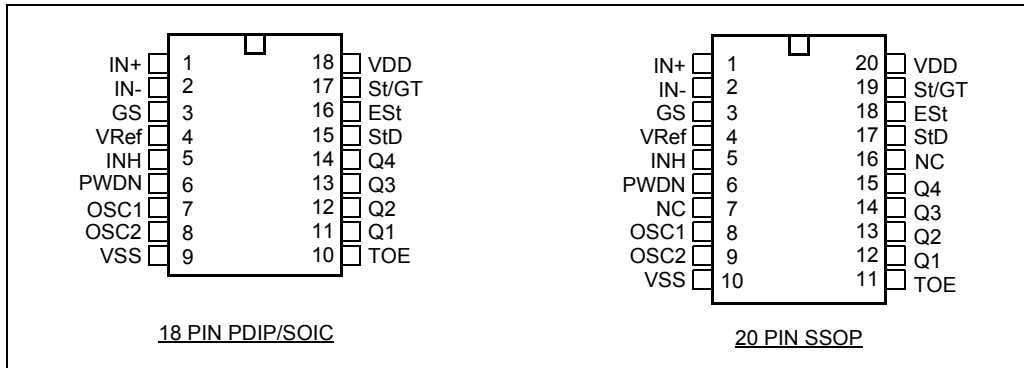 IN+ 1 18 VDD
IN- 2 17 St/GT
GS 3 16 ESt
VRef 4 15 StD
INH 5 14 Q4
PWDN 6 13 Q3
OSC1 7 12 Q2
OSC2 8 11 Q1
VSS 9 10 TOE
18 PIN PDIP/SOIC
IN+ 1 20 VDD
IN- 2 19 St/GT
GS 3 18 ESt
VRef 4 17 StD
INH 5 16 NC
PWDN 6 15 Q4
NC 7 14 Q3
OSC1 8 13 Q2
OSC2 9 12 Q1
VSS 10 11 TOE
20 PIN SSOP